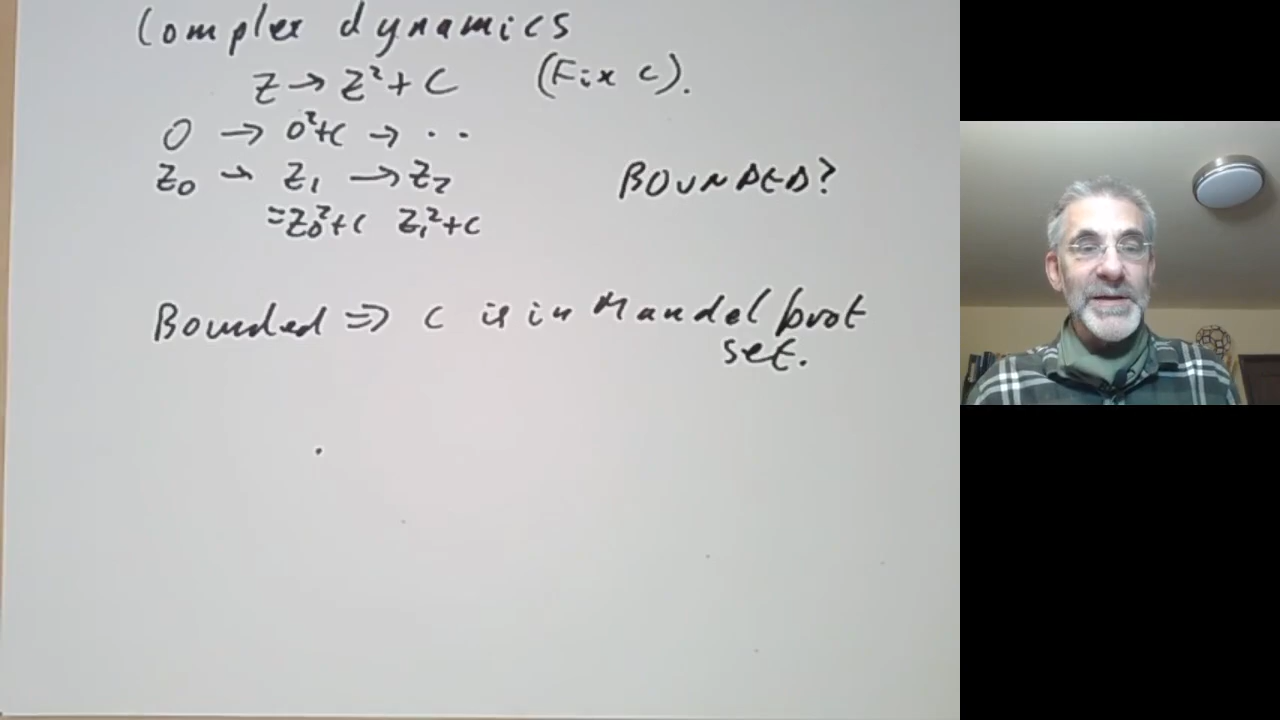 Complex dynamics
Z → Z² + C (Fix c).
0 → 0²+c → . .
Z₀ → Z₁ → Z₂ BOUNDED?
=Z₀²+c Z₁²+c
Bounded ⇒ c is in Mandelbrot
set.